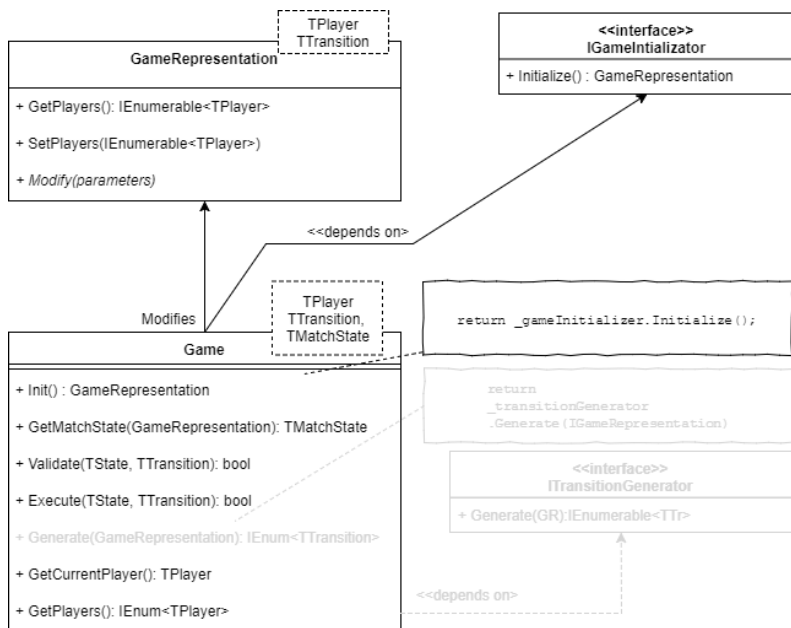 TPlayer
TTransition
GameRepresentation
+ GetPlayers(): IEnumerable<TPlayer>
+ SetPlayers(IEnumerable<TPlayer>)
+ Modify(parameters)
<<interface>>
IGameIntializator
+ Initialize() : GameRepresentation
<<depends on>
Modifies
TPlayer
TTransition,
TMatchState
Game
+ Init() : GameRepresentation
+ GetMatchState(GameRepresentation): TMatchState
+ Validate(TState, TTransition): bool
+ Execute(TState, TTransition): bool
+ Generate(GameRepresentation): IEnum<TTransition>
+ GetCurrentPlayer(): TPlayer
+ GetPlayers(): IEnum<TPlayer>
return _gameInitializer.Initialize();
return
_transitionGenerator
.Generate(IGameRepresentation)
<<interface>>
ITransitionGenerator
+ Generate(GR):IEnumerable<TTr>
<<depends on>